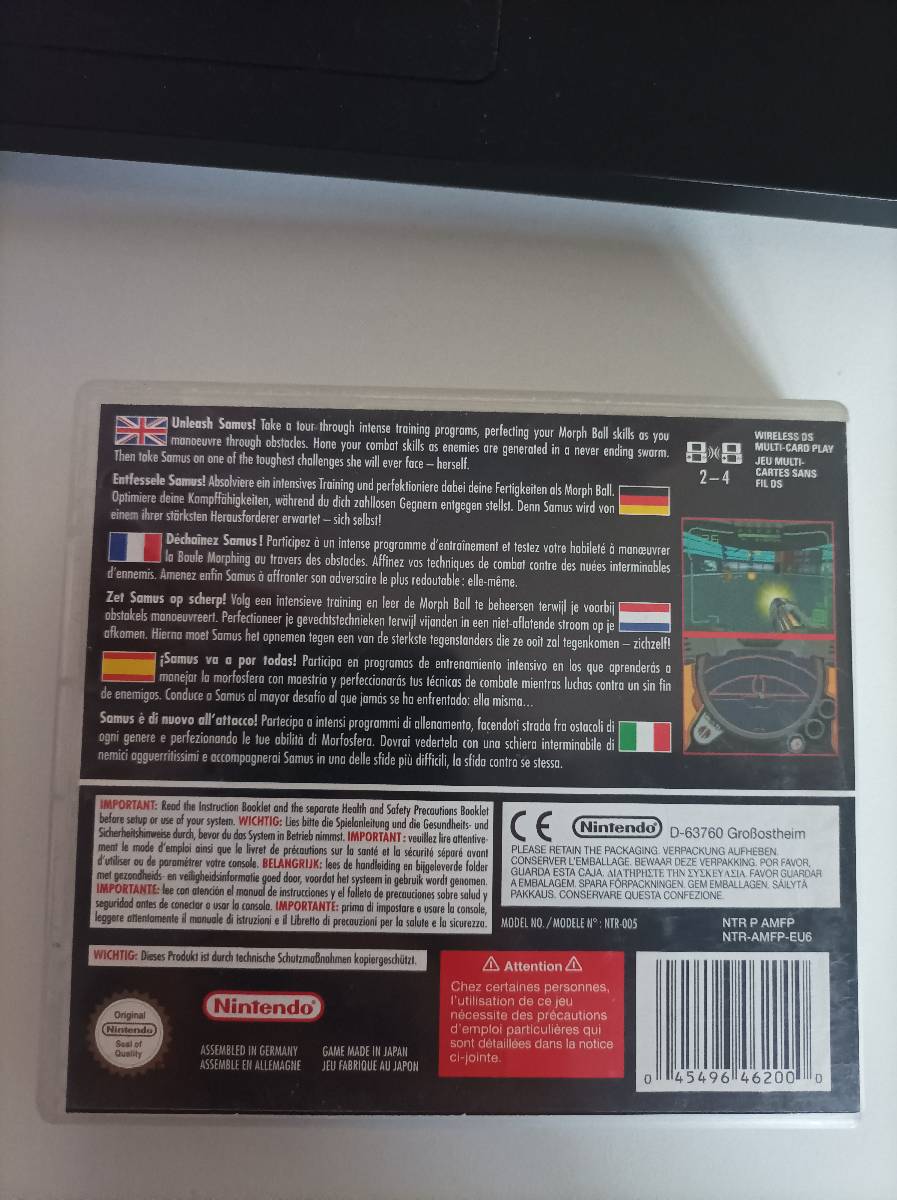 Unleash Samus! Take a tour through intense training programs, perfecting your Morph Ball skills as you
manoeuvre through obstacles. Hone your combat skills as enemies are generated in a never ending swarm.
Then take Samus on one of the toughest challenges she will ever face – herself.
WIRELESS DS
MULTI-CARD PLAY
JEU MULTI-
CARTES SANS
FIL DS
2–4
Entfessele Samus! Absolviere ein intensives Training und perfektioniere dabei deine Fertigkeiten als Morph Ball.
Optimiere deine Kampffähigkeiten, während du dich zahllosen Gegnern entgegen stellst. Denn Samus wird von
einem ihrer stärksten Herausforderer erwartet – sich selbst!
Déchaînez Samus! Participez à un intense programme d'entraînement et testez votre habileté à manœuvrer
la Boule Morphing au travers des obstacles. Affinez vos techniques de combat contre des nuées interminables
d'ennemis. Amenez enfin Samus à affronter son adversaire le plus redoutable : elle-même.
Zet Samus op scherp! Volg een intensieve training en leer de Morph Ball te beheersen terwijl je voorbij
obstakels manoeuvreert. Perfectioneer je gevechtstechnieken terwijl vijanden in een niet-aflatende stroom op je
afkomen. Hierna moet Samus het opnemen tegen een van de sterkste tegenstanders die ze ooit zal tegenkomen – zichzelf!
¡Samus va a por todas! Participa en programas de entrenamiento intensivo en los que aprenderás a
manejar la morfosfera con maestría y perfeccionarás tus técnicas de combate mientras luchas contra un sin fin
de enemigos. Conduce a Samus al mayor desafío al que jamás se ha enfrentado: ella misma...
Samus è di nuovo all'attacco! Partecipa a intensi programmi di allenamento, facendoti strada fra ostacoli di
ogni genere e perfezionando le tue abilità di Morfosfera. Dovrai vedertela con una schiera interminabile di
nemici agguerritissimi e accompagnerai Samus in una delle sfide più difficili, la sfida contro se stessa.
IMPORTANT: Read the Instruction Booklet and the separate Health and Safety Precautions Booklet
before setup or use of your system. WICHTIG: Lies bitte die Spielanleitung und die Gesundheits- und
Sicherheitshinweise durch, bevor du das System in Betrieb nimmst. IMPORTANT : veuillez lire attentive-
ment le mode d'emploi ainsi que le livret de précautions sur la santé et la sécurité séparé avant
d'utiliser ou de paramétrer votre console. BELANGRIJK: lees de handleiding en bijgeleverde folder
met gezondheids- en veiligheidsinformatie goed door, voordat het systeem in gebruik wordt genomen.
IMPORTANTE: lee con atención el manual de instrucciones y el folleto de precauciones sobre salud y
seguridad antes de conectar o usar la consola. IMPORTANTE: prima di impostare e usare la console,
leggere attentamente il manuale di istruzioni e il Libretto di precauzioni per la salute e la sicurezza.
CE Nintendo D-63760 Großostheim
PLEASE RETAIN THE PACKAGING. VERPACKUNG AUFHEBEN.
CONSERVER L'EMBALLAGE. BEWAAR DEZE VERPAKKING. POR FAVOR,
GUARDA ESTA CAJA. ΔΙΑΤΗΡΗΣΤΕ ΤΗΝ ΣΥΣΚΕΥΑΣΙΑ. FAVOR GUARDAR
A EMBALAGEM. SPARA FÖRPACKNINGEN. GEM EMBALLAGEN. SÄILYTÄ
PAKKAUS. CONSERVARE QUESTA CONFEZIONE.
MODEL NO. / MODELE Nº : NTR-005
NTR P AMFP
NTR-AMFP-EU6
WICHTIG: Dieses Produkt ist durch technische Schutzmaßnahmen kopiergeschützt.
Original
Nintendo
Seal of
Quality
Nintendo®
ASSEMBLED IN GERMANY
ASSEMBLE EN ALLEMAGNE
GAME MADE IN JAPAN
JEU FABRIQUE AU JAPON
Attention
Chez certaines personnes,
l'utilisation de ce jeu
nécessite des précautions
d'emploi particulières qui
sont détaillées dans la notice
ci-jointe.
0 45496 46200 0